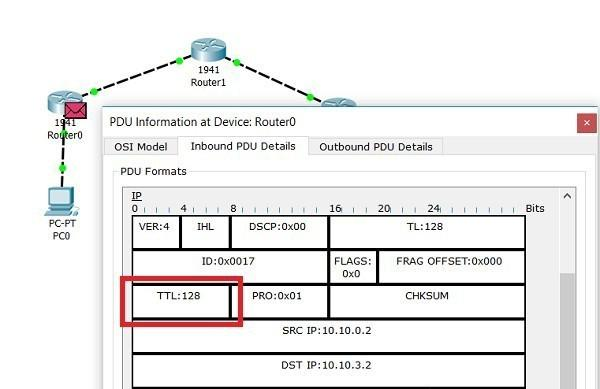 1941
Router1
1941
Router0
PC-PT
PC0
PDU Information at Device: Router0
OSI Model Inbound PDU Details Outbound PDU Details
PDU Formats
IP
0 4 8 16 20 24 Bits
VER:4 IHL DSCP:0x00 TL:128
ID:0x0017 FLAGS: 0x0 FRAG OFFSET:0x000
TTL:128 PRO:0x01 CHKSUM
SRC IP:10.10.0.2
DST IP:10.10.3.2